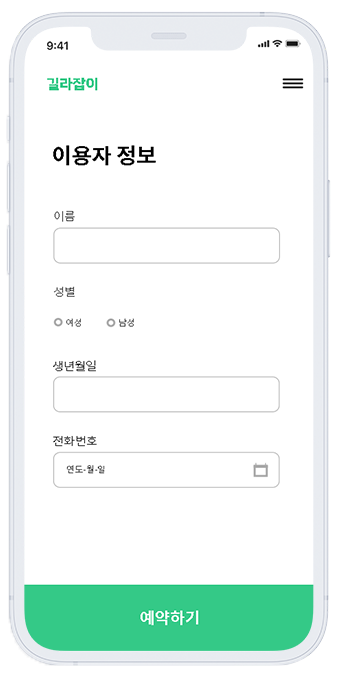 9:41
길라잡이
이용자 정보
이름
성별
여성 남성
생년월일
전화번호
연도-월-일
예약하기